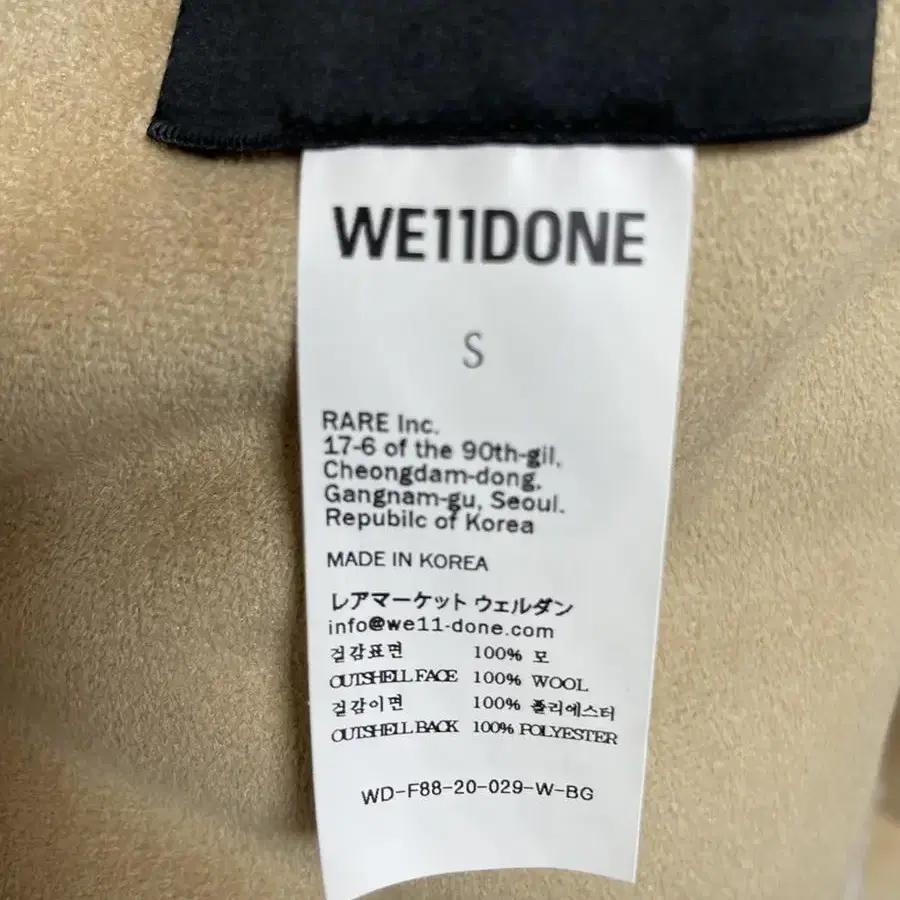 WE11DONE
S
RARE Inc.
17-6 of the 90th-gil,
Cheongdam-dong,
Gangnam-gu, Seoul.
Republic of Korea
MADE IN KOREA
レアマーケット ウェルダン
info@we11-done.com
겉감표면 100% 모
OUTSHELL FACE 100% WOOL
겉감이면 100% 폴리에스터
OUTSHELL BACK 100% POLYESTER
WD-F88-20-029-W-BG